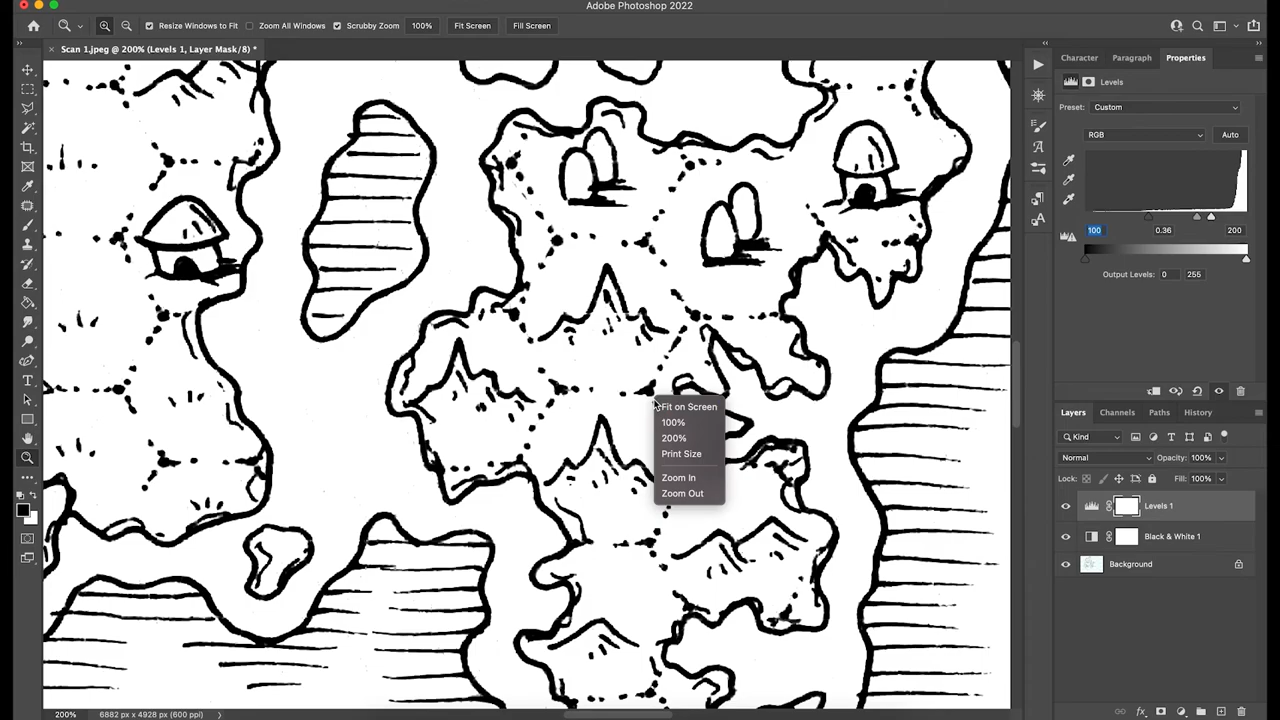 Adobe Photoshop 2022
Resize Windows to Fit
Zoom All Windows
Scrubby Zoom
100%
Fit Screen
Fill Screen
Scan 1.jpeg @ 200% (Levels 1, Layer Mask/8) *
Character
Paragraph
Properties
Levels
Preset:
Custom
RGB
Auto
100
0.36
200
Output Levels:
0
255
Fit on Screen
100%
200%
Print Size
Zoom In
Zoom Out
Layers
Channels
Paths
History
Kind
Normal
Opacity: 100%
Lock:
Fill: 100%
Levels 1
Black & White 1
Background
200%
6882 px x 4928 px (600 ppi)